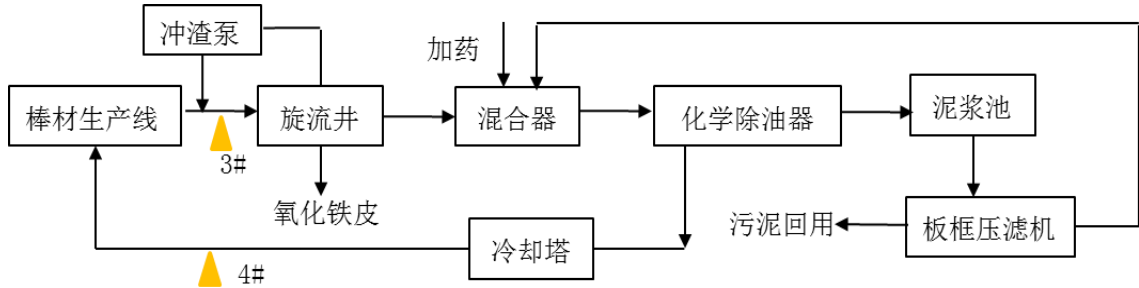 冲渣泵
加药
棒材生产线
旋流井
混合器
化学除油器
泥浆池
3#
氧化铁皮
污泥回用
板框压滤机
冷却塔
4#